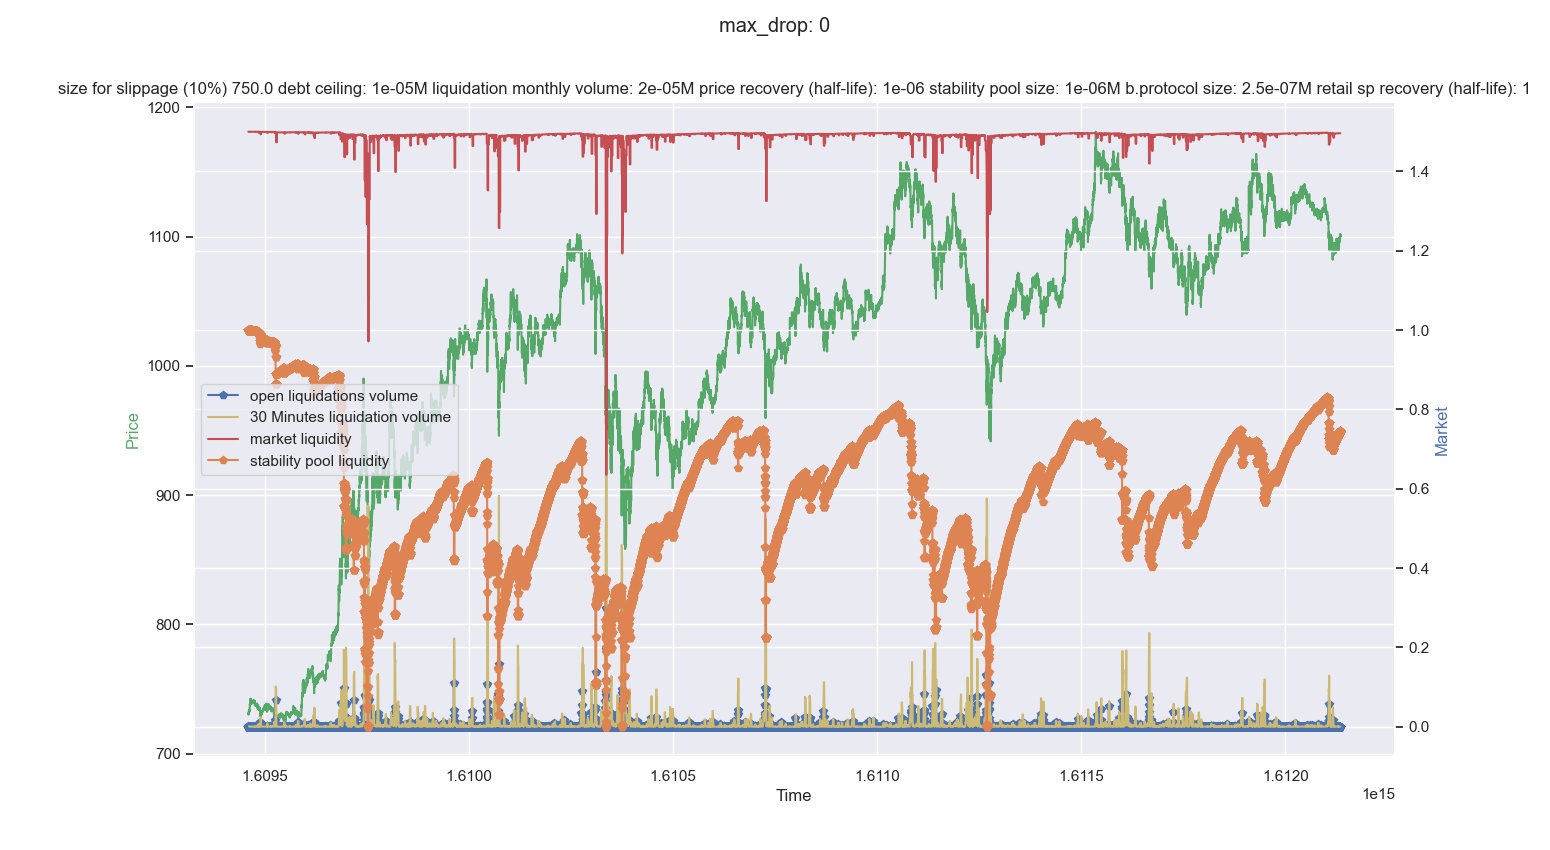 max_drop: 0
size for slippage (10%) 750.0 debt ceiling: 1e-05M liquidation monthly volume: 2e-05M price recovery (half-life): 1e-06 stability pool size: 1e-06M b.protocol size: 2.5e-07M retail sp recovery (half-life): 1
1200
1100
1000
900
800
700
Price
open liquidations volume
30 Minutes liquidation volume
market liquidity
stability pool liquidity
1.4
1.2
1.0
0.8
0.6
0.4
0.2
0.0
Market
1.6095 1.6100 1.6105 1.6110 1.6115 1.6120
Time
1e15